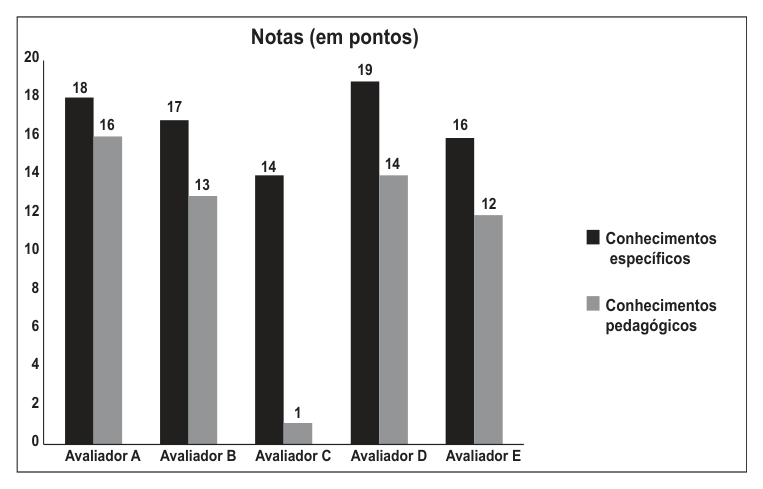 Notas (em pontos)
20
18
16
14
12
10
8
6
4
2
0
18
16
17
13
14
1
19
14
16
12
Avaliador A
Avaliador B
Avaliador C
Avaliador D
Avaliador E
Conhecimentos
específicos
Conhecimentos
pedagógicos